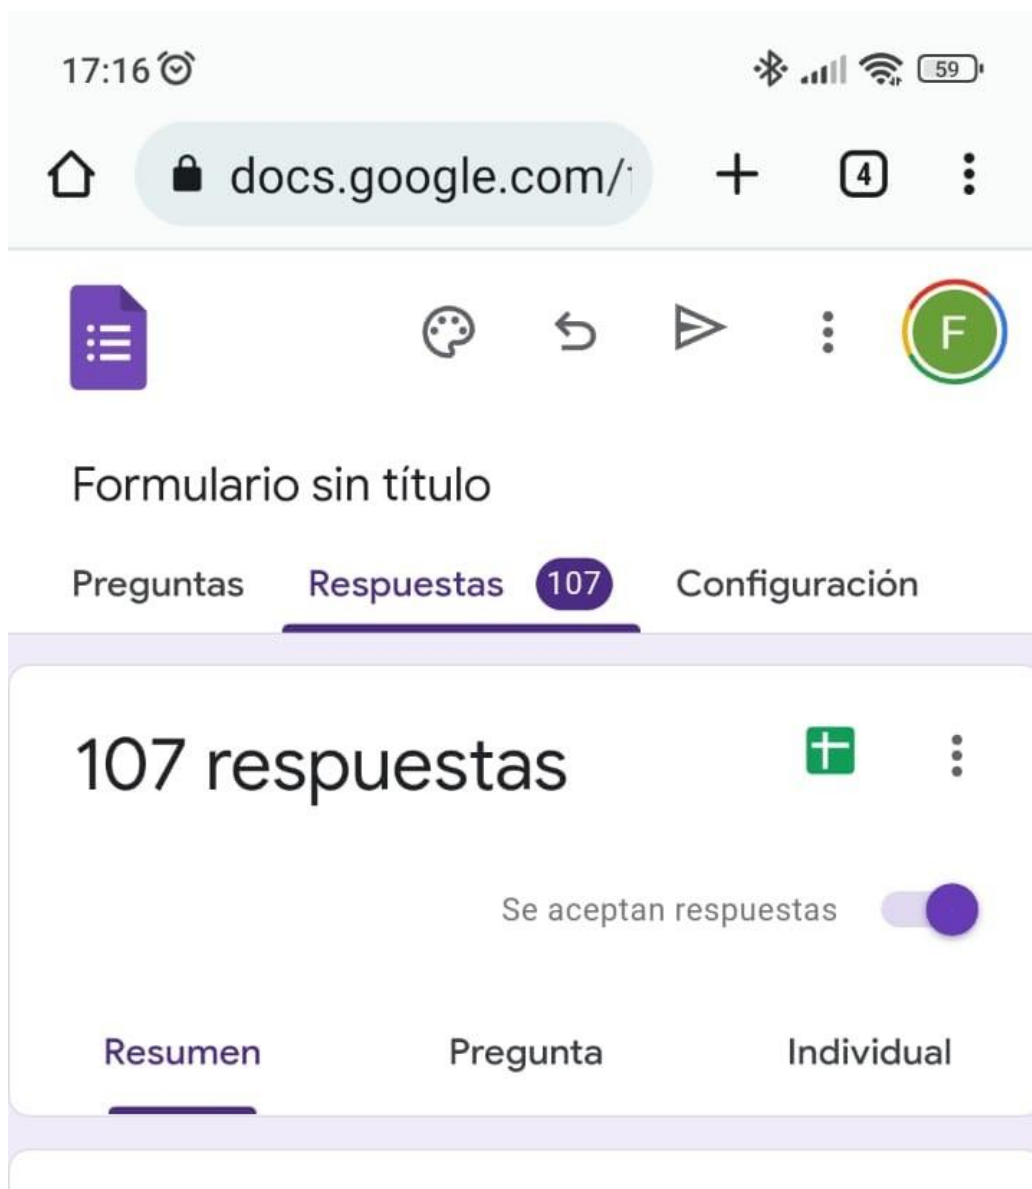 17:16 59
docs.google.com/
4
F
Formulario sin título
Preguntas Respuestas 107 Configuración
107 respuestas
Se aceptan respuestas
Resumen Pregunta Individual